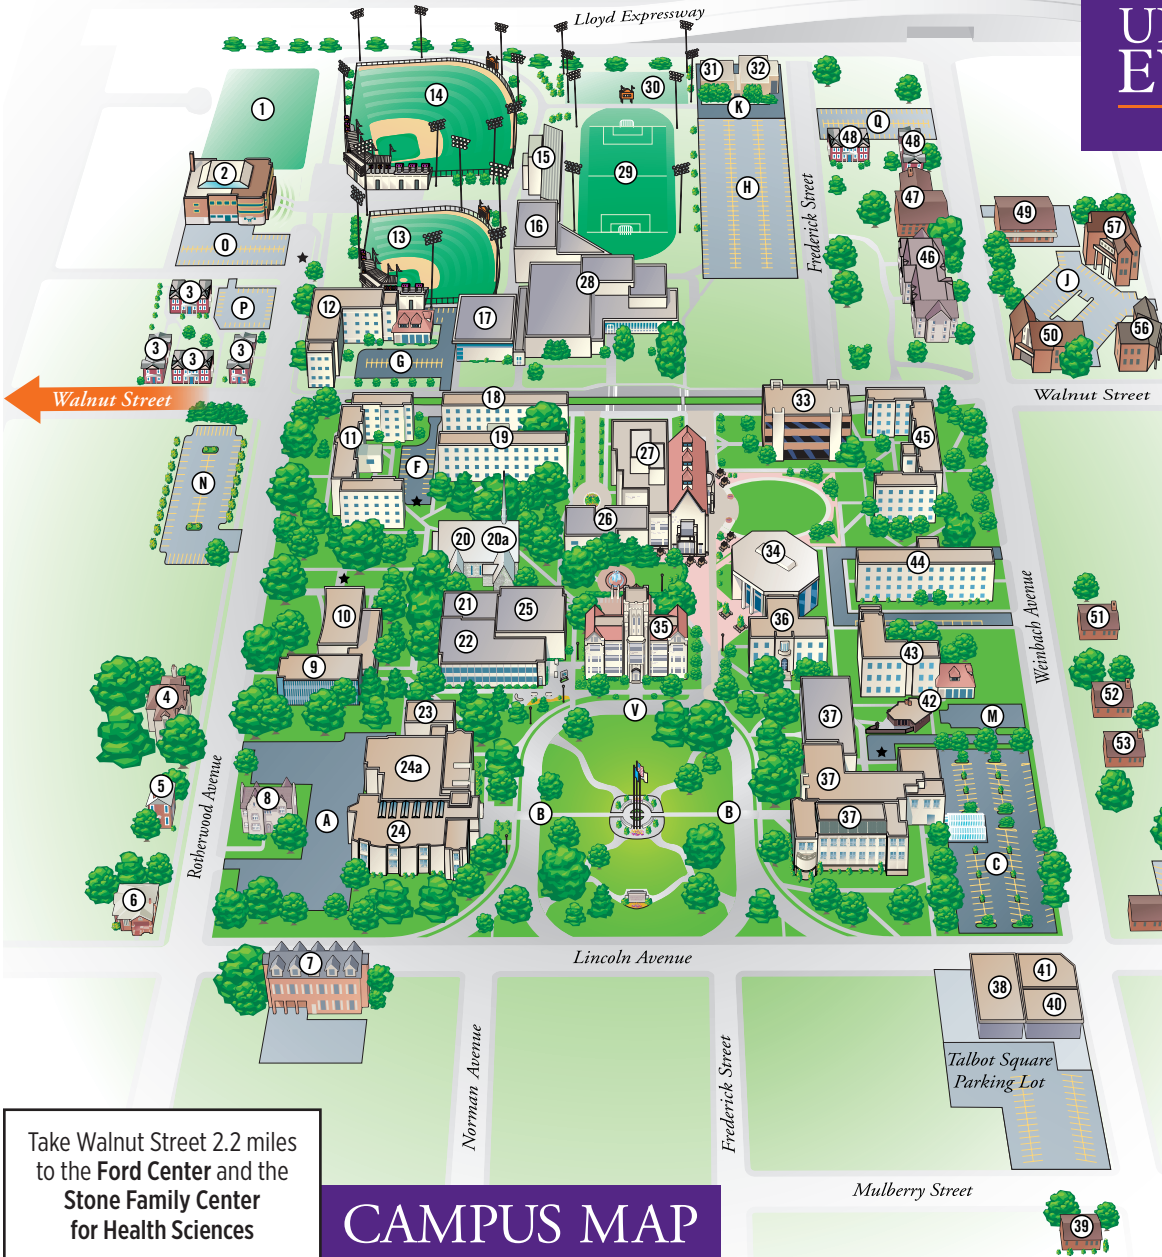 Lloyd Expressway
U
E
1
14
30
31
32
K
Q
48
48
2
15
29
H
47
49
57
O
13
16
Frederick Street
46
28
J
3
P
12
17
50
56
3
3
3
G
Walnut Street
Walnut Street
18
33
11
19
45
27
F
N
26
20
20a
34
44
21
25
10
36
35
51
22
43
Weinbach Avenue
9
4
52
42
23
V
37
M
53
24a
37
5
8
Rotherwood Avenue
A
B
B
37
24
C
6
Lincoln Avenue
7
38
41
40
Norman Avenue
Frederick Street
Talbot Square
Parking Lot
Take Walnut Street 2.2 miles
to the Ford Center and the
Stone Family Center
for Health Sciences
Mulberry Street
CAMPUS MAP
39